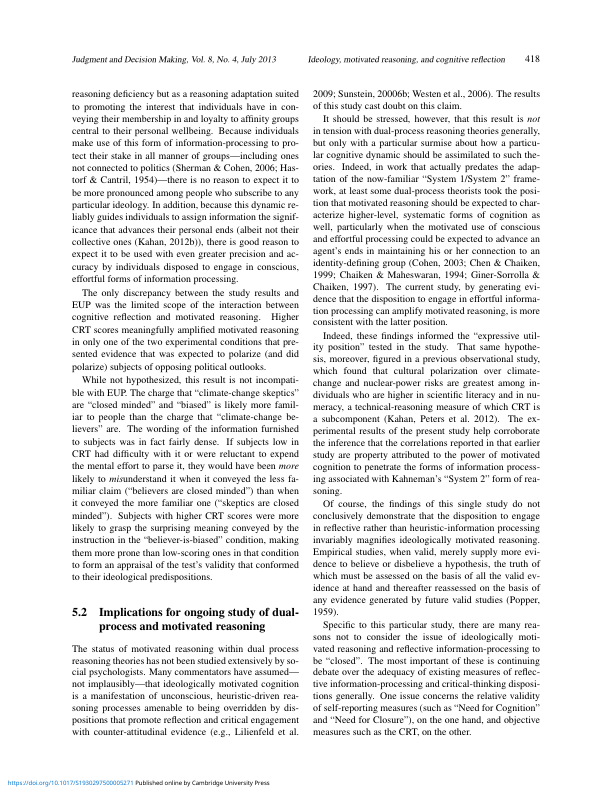 Judgment and Decision Making, Vol. 8, No. 4, July 2013
Ideology, motivated reasoning, and cognitive reflection
418
reasoning deficiency but as a reasoning adaptation suited
to promoting the interest that individuals have in con-
veying their membership in and loyalty to affinity groups
central to their personal wellbeing. Because individuals
make use of this form of information-processing to pro-
tect their stake in all manner of groups—including ones
not connected to politics (Sherman & Cohen, 2006; Has-
torf & Cantril, 1954)—there is no reason to expect it to
be more pronounced among people who subscribe to any
particular ideology. In addition, because this dynamic re-
liably guides individuals to assign information the signif-
icance that advances their personal ends (albeit not their
collective ones (Kahan, 2012b)), there is good reason to
expect it to be used with even greater precision and ac-
curacy by individuals disposed to engage in conscious,
effortful forms of information processing.
The only discrepancy between the study results and
EUP was the limited scope of the interaction between
cognitive reflection and motivated reasoning. Higher
CRT scores meaningfully amplified motivated reasoning
in only one of the two experimental conditions that pre-
sented evidence that was expected to polarize (and did
polarize) subjects of opposing political outlooks.
While not hypothesized, this result is not incompati-
ble with EUP. The charge that “climate-change skeptics”
are “closed minded” and “biased” is likely more famil-
iar to people than the charge that “climate-change be-
lievers” are. The wording of the information furnished
to subjects was in fact fairly dense. If subjects low in
CRT had difficulty with it or were reluctant to expend
the mental effort to parse it, they would have been more
likely to misunderstand it when it conveyed the less fa-
miliar claim (“believers are closed minded”) than when
it conveyed the more familiar one (“skeptics are closed
minded”). Subjects with higher CRT scores were more
likely to grasp the surprising meaning conveyed by the
instruction in the “believer-is-biased” condition, making
them more prone than low-scoring ones in that condition
to form an appraisal of the test’s validity that conformed
to their ideological predispositions.
5.2 Implications for ongoing study of dual-
process and motivated reasoning
The status of motivated reasoning within dual process
reasoning theories has not been studied extensively by so-
cial psychologists. Many commentators have assumed—
not implausibly—that ideologically motivated cognition
is a manifestation of unconscious, heuristic-driven rea-
soning processes amenable to being overridden by dis-
positions that promote reflection and critical engagement
with counter-attitudinal evidence (e.g., Lilienfeld et al.
2009; Sunstein, 20006b; Westen et al., 2006). The results
of this study cast doubt on this claim.
It should be stressed, however, that this result is not
in tension with dual-process reasoning theories generally,
but only with a particular surmise about how a particu-
lar cognitive dynamic should be assimilated to such the-
ories. Indeed, in work that actually predates the adap-
tation of the now-familiar “System 1/System 2” frame-
work, at least some dual-process theorists took the posi-
tion that motivated reasoning should be expected to char-
acterize higher-level, systematic forms of cognition as
well, particularly when the motivated use of conscious
and effortful processing could be expected to advance an
agent’s ends in maintaining his or her connection to an
identity-defining group (Cohen, 2003; Chen & Chaiken,
1999; Chaiken & Maheswaran, 1994; Giner-Sorrolla &
Chaiken, 1997). The current study, by generating evi-
dence that the disposition to engage in effortful informa-
tion processing can amplify motivated reasoning, is more
consistent with the latter position.
Indeed, these findings informed the “expressive util-
ity position” tested in the study. That same hypothe-
sis, moreover, figured in a previous observational study,
which found that cultural polarization over climate-
change and nuclear-power risks are greatest among in-
dividuals who are higher in scientific literacy and in nu-
meracy, a technical-reasoning measure of which CRT is
a subcomponent (Kahan, Peters et al. 2012). The ex-
perimental results of the present study help corroborate
the inference that the correlations reported in that earlier
study are property attributed to the power of motivated
cognition to penetrate the forms of information process-
ing associated with Kahneman’s “System 2” form of rea-
soning.
Of course, the findings of this single study do not
conclusively demonstrate that the disposition to engage
in reflective rather than heuristic-information processing
invariably magnifies ideologically motivated reasoning.
Empirical studies, when valid, merely supply more evi-
dence to believe or disbelieve a hypothesis, the truth of
which must be assessed on the basis of all the valid ev-
idence at hand and thereafter reassessed on the basis of
any evidence generated by future valid studies (Popper,
1959).
Specific to this particular study, there are many rea-
sons not to consider the issue of ideologically moti-
vated reasoning and reflective information-processing to
be “closed”. The most important of these is continuing
debate over the adequacy of existing measures of reflec-
tive information-processing and critical-thinking disposi-
tions generally. One issue concerns the relative validity
of self-reporting measures (such as “Need for Cognition”
and “Need for Closure”), on the one hand, and objective
measures such as the CRT, on the other.
https://doi.org/10.1017/S1930297500005271 Published online by Cambridge University Press